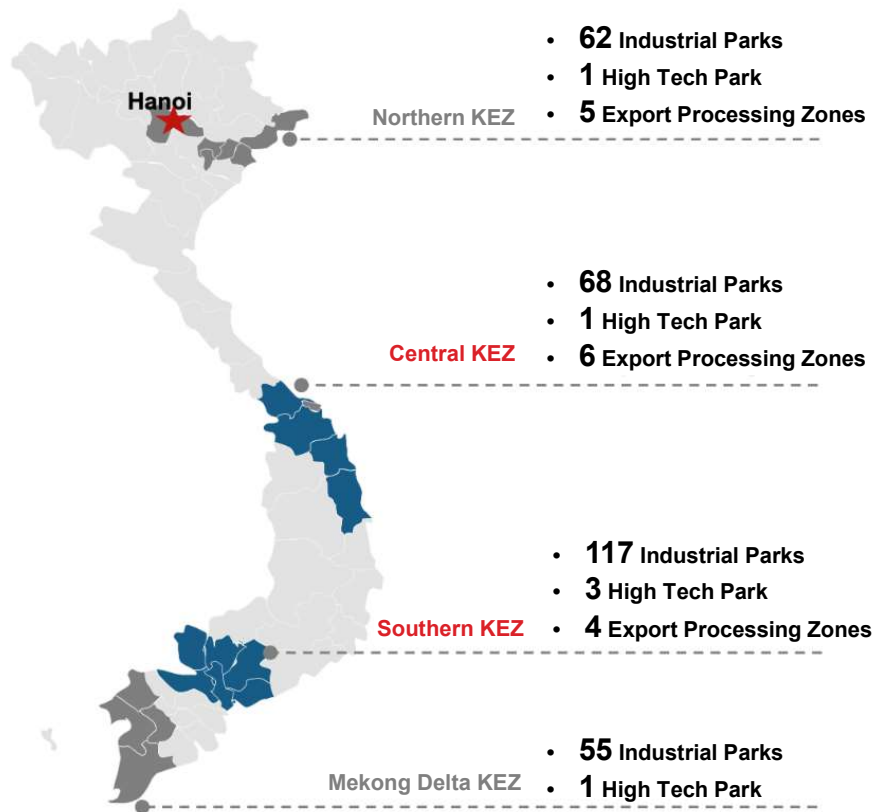 • 62 Industrial Parks
• 1 High Tech Park
Hanoi
Northern KEZ
• 5 Export Processing Zones
• 68 Industrial Parks
• 1 High Tech Park
Central KEZ
• 6 Export Processing Zones
• 117 Industrial Parks
• 3 High Tech Park
Southern KEZ
• 4 Export Processing Zones
• 55 Industrial Parks
Mekong Delta KEZ
• 1 High Tech Park